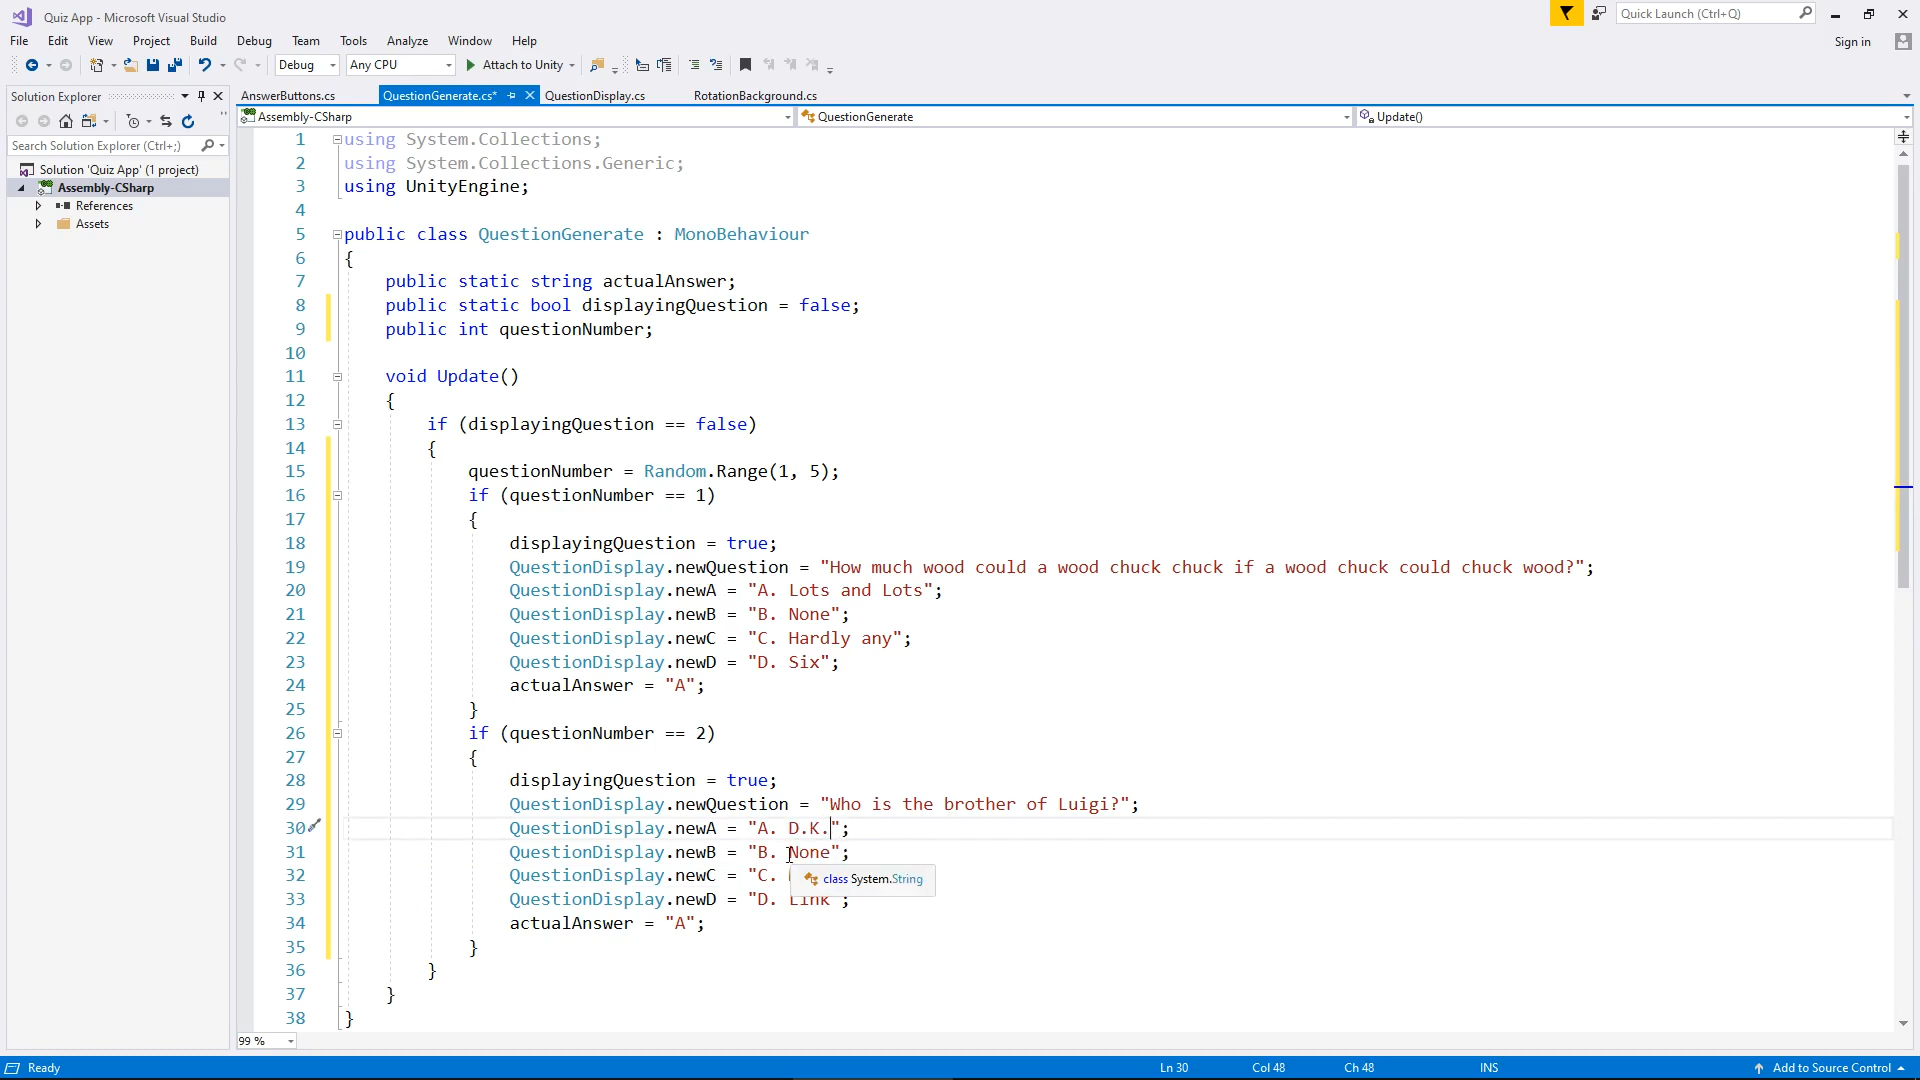 Quiz App - Microsoft Visual Studio
Quick Launch (Ctrl+Q)
File Edit View Project Build Debug Team Tools Analyze Window Help
Sign in
Debug Any CPU Attach to Unity
Solution Explorer
AnswerButtons.cs QuestionGenerate.cs* QuestionDisplay.cs RotationBackground.cs
Assembly-CSharp QuestionGenerate Update()
Search Solution Explorer (Ctrl+;)
Solution 'Quiz App' (1 project)
Assembly-CSharp
References
Assets
1 using System.Collections;
2 using System.Collections.Generic;
3 using UnityEngine;
4
5 public class QuestionGenerate : MonoBehaviour
6 {
7 public static string actualAnswer;
8 public static bool displayingQuestion = false;
9 public int questionNumber;
10
11 void Update()
12 {
13 if (displayingQuestion == false)
14 {
15 questionNumber = Random.Range(1, 5);
16 if (questionNumber == 1)
17 {
18 displayingQuestion = true;
19 QuestionDisplay.newQuestion = "How much wood could a wood chuck chuck if a wood chuck could chuck wood?";
20 QuestionDisplay.newA = "A. Lots and Lots";
21 QuestionDisplay.newB = "B. None";
22 QuestionDisplay.newC = "C. Hardly any";
23 QuestionDisplay.newD = "D. Six";
24 actualAnswer = "A";
25 }
26 if (questionNumber == 2)
27 {
28 displayingQuestion = true;
29 QuestionDisplay.newQuestion = "Who is the brother of Luigi?";
30 QuestionDisplay.newA = "A. D.K.";
31 QuestionDisplay.newB = "B. None";
32 QuestionDisplay.newC = "C.
class System.String
33 QuestionDisplay.newD = "D. Link";
34 actualAnswer = "A";
35 }
36 }
37 }
38 }
99 %
Ready Ln 30 Col 48 Ch 48 INS Add to Source Control